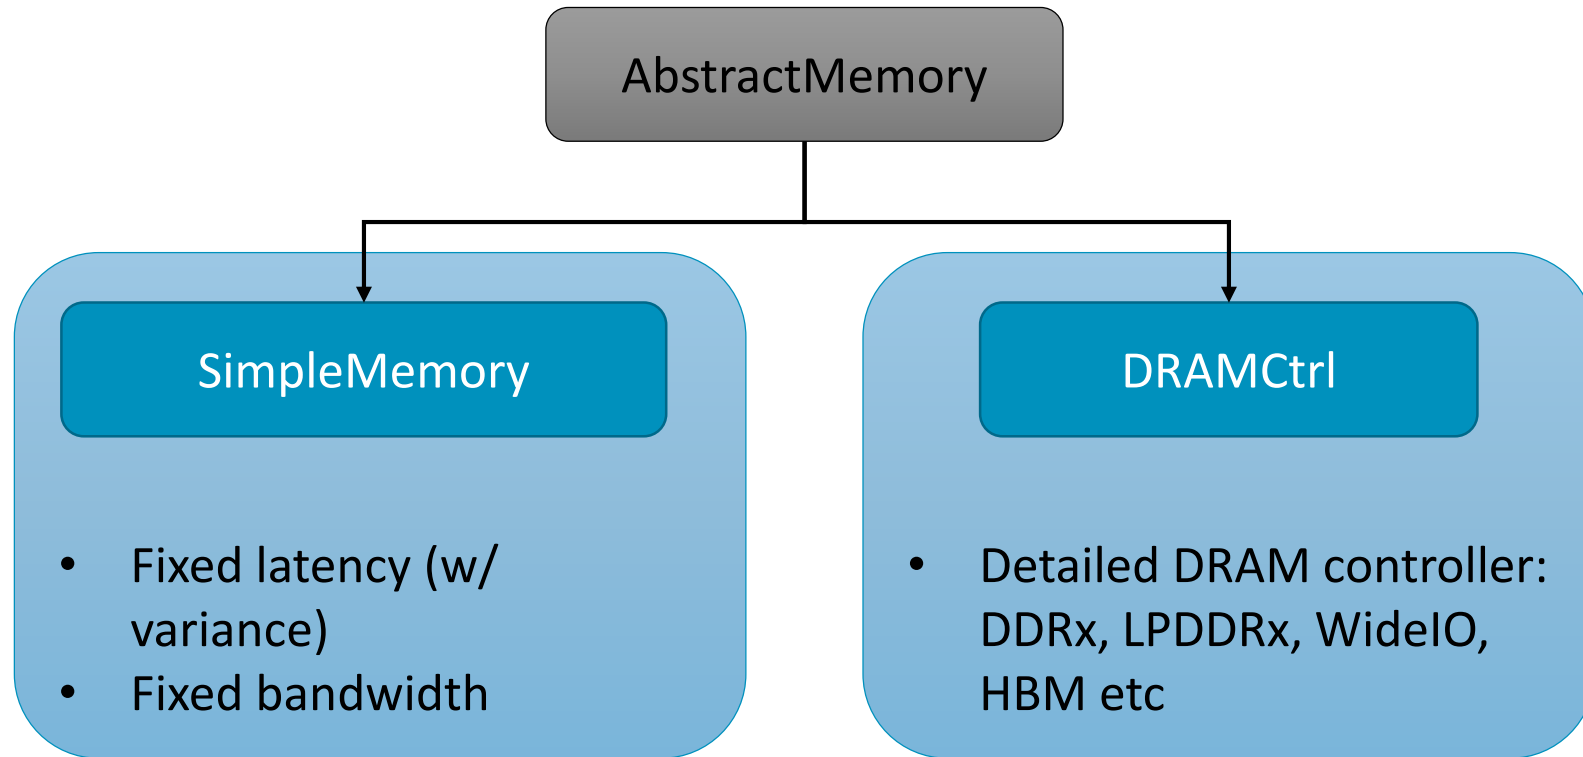 AbstractMemory
SimpleMemory
• Fixed latency (w/
variance)
• Fixed bandwidth
DRAMCtrl
• Detailed DRAM controller:
DDRx, LPDDRx, WideIO,
HBM etc